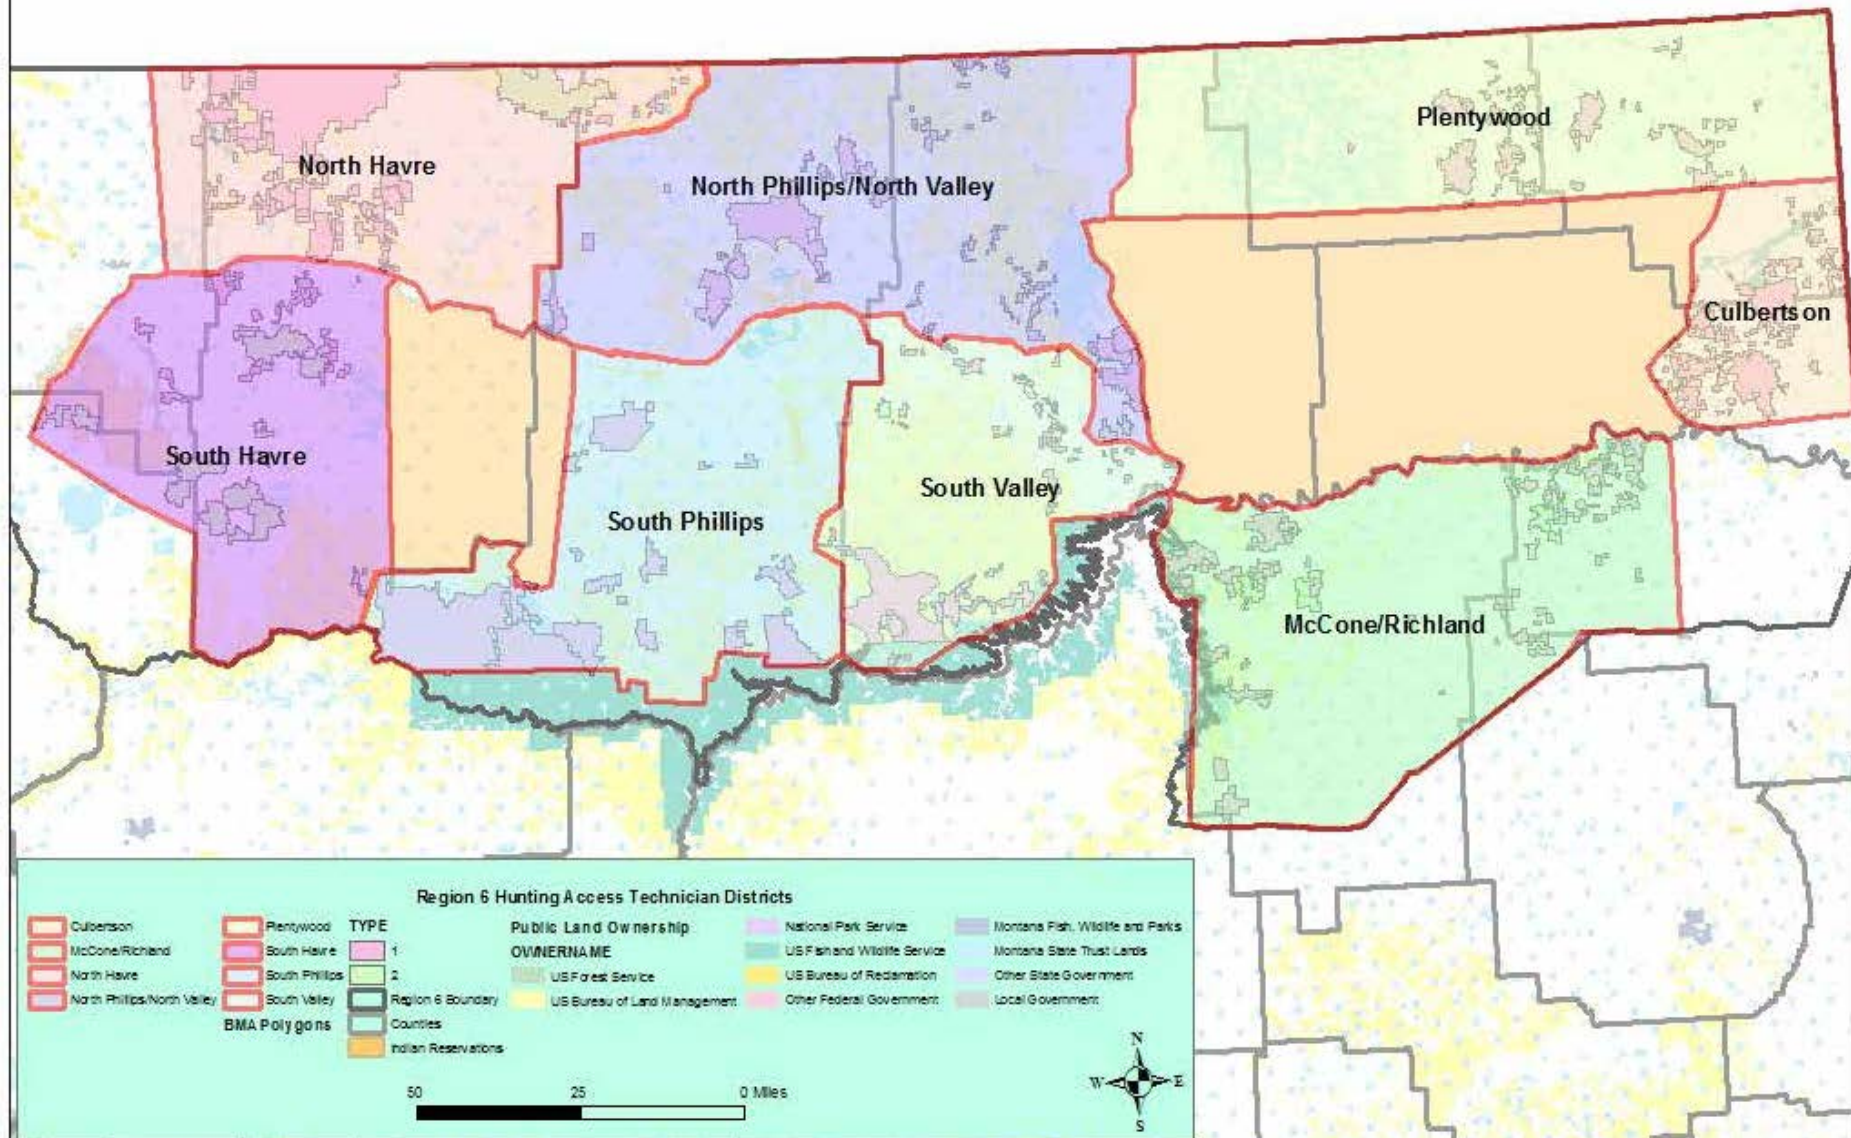 Plentywood
North Havre
North Phillips/North Valley
Culbertson
South Havre
South Valley
South Phillips
McCone/Richland
Region 6 Hunting Access Technician Districts
Culbertson
McCone/Richland
North Havre
North Phillips/North Valley
Plentywood
South Havre
South Phillips
South Valley
BMA Polygons
TYPE
1
2
Region 6 Boundary
Counties
Indian Reservations
Public Land Ownership
OWNERNAME
US Forest Service
US Bureau of Land Management
National Park Service
US Fish and Wildlife Service
US Bureau of Reclamation
Other Federal Government
Montana Fish, Wildlife and Parks
Montana State Trust Lands
Other State Government
Local Government
50 25 0 Miles
N
W E
S